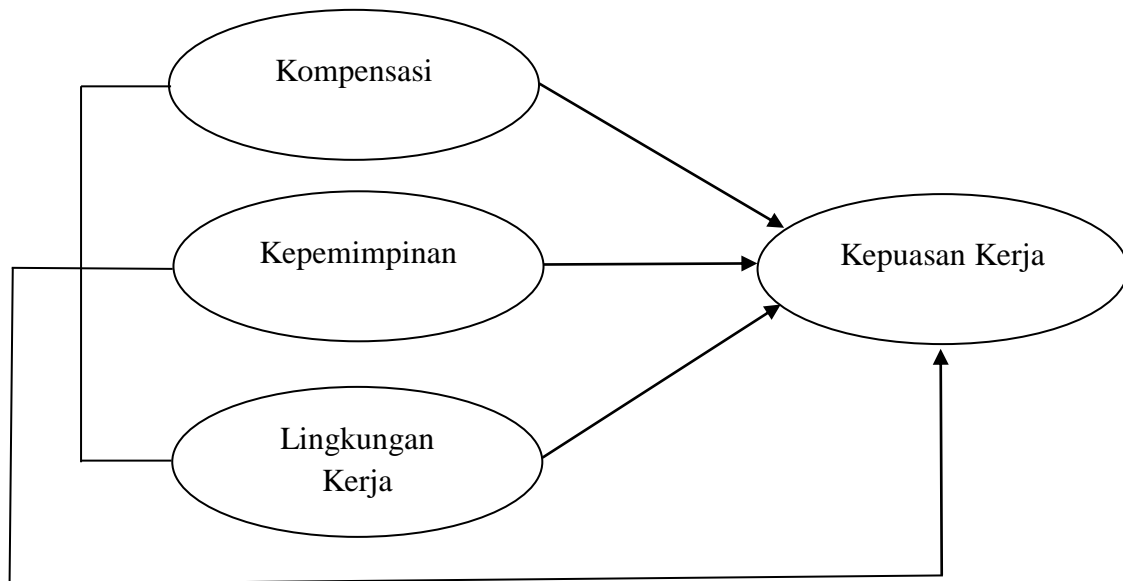 Kompensasi
Kepemimpinan
Kepuasan Kerja
Lingkungan
Kerja